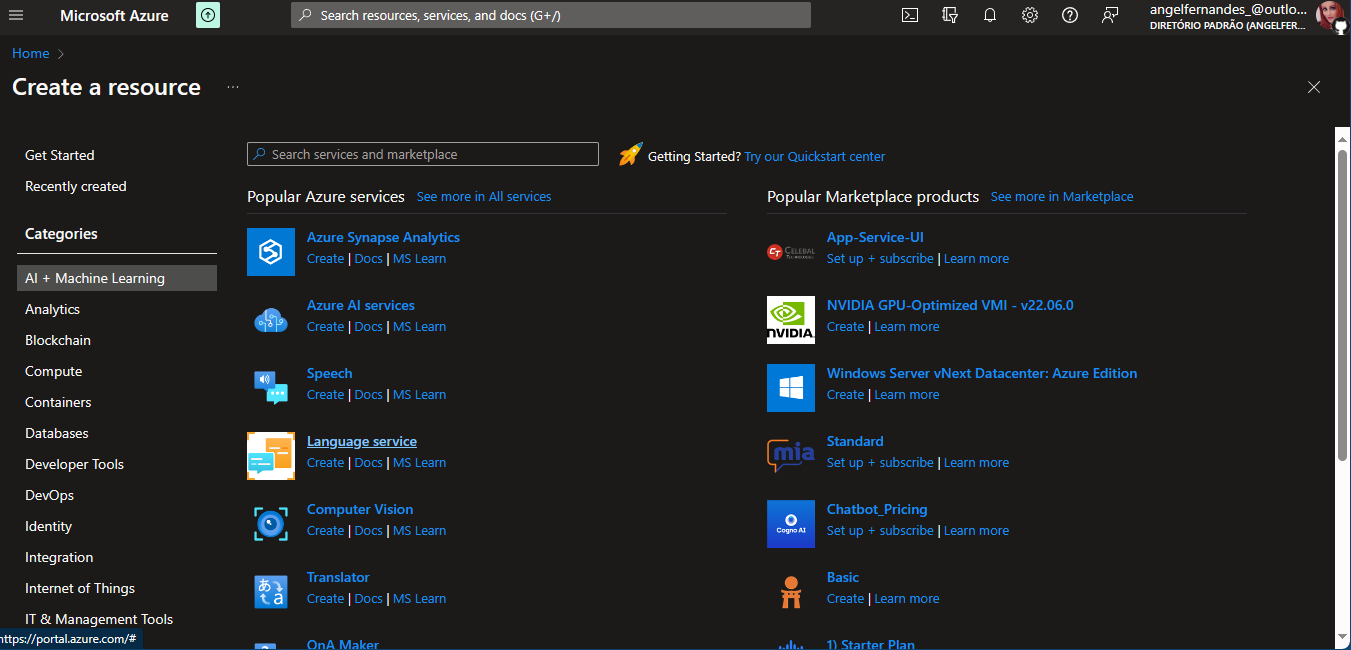 Microsoft Azure
Search resources, services, and docs (G+/)
angelfernandes_@outlo...
DIRETÓRIO PADRÃO (ANGELFER...
Home
Create a resource
...
Get Started
Recently created
Categories
AI + Machine Learning
Analytics
Blockchain
Compute
Containers
Databases
Developer Tools
DevOps
Identity
Integration
Internet of Things
IT & Management Tools
https://portal.azure.com/#
Search services and marketplace
Getting Started? Try our Quickstart center
Popular Azure services See more in All services
Azure Synapse Analytics
Create | Docs | MS Learn
Azure AI services
Create | Docs | MS Learn
Speech
Create | Docs | MS Learn
Language service
Create | Docs | MS Learn
Computer Vision
Create | Docs | MS Learn
Translator
Create | Docs | MS Learn
QnA Maker
Popular Marketplace products See more in Marketplace
CT CELEBAL
TECHNOLOGIES
App-Service-UI
Set up + subscribe | Learn more
NVIDIA
NVIDIA GPU-Optimized VMI - v22.06.0
Create | Learn more
Windows Server vNext Datacenter: Azure Edition
Create | Learn more
mia
Standard
Set up + subscribe | Learn more
Cogno AI
Chatbot_Pricing
Set up + subscribe | Learn more
Basic
Create | Learn more
1) Starter Plan